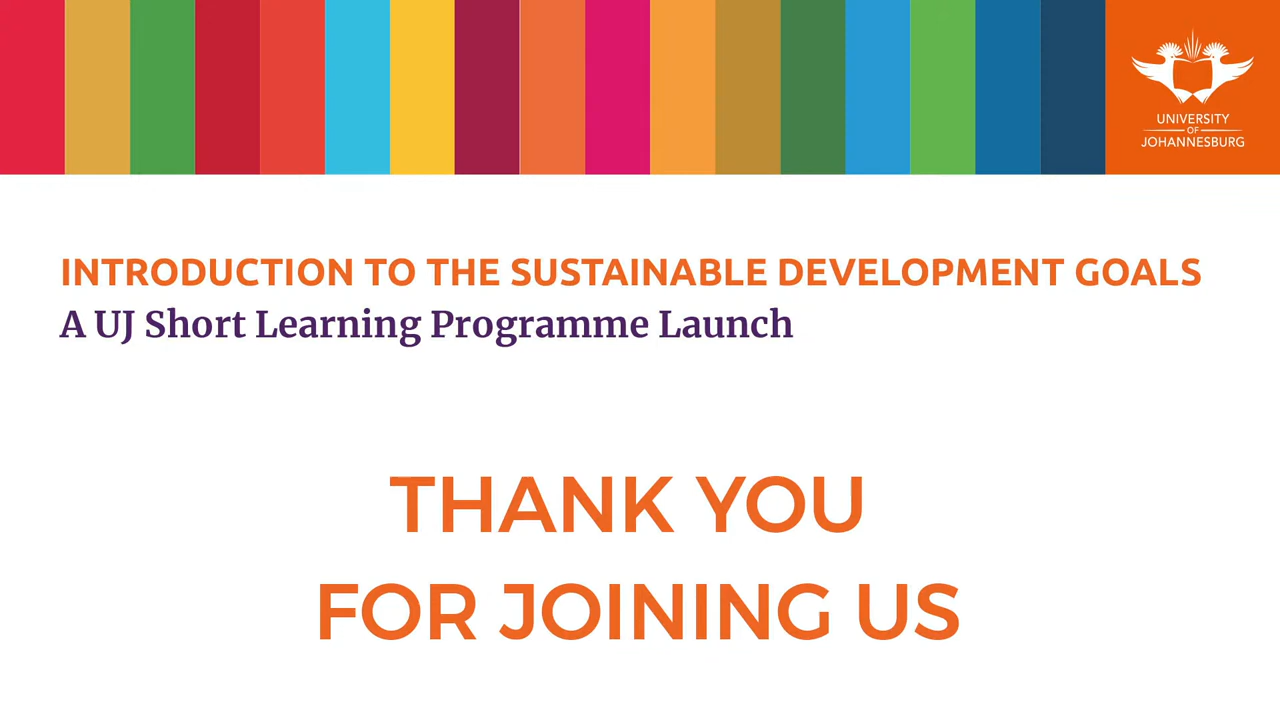 UNIVERSITY
OF
JOHANNESBURG
INTRODUCTION TO THE SUSTAINABLE DEVELOPMENT GOALS
A UJ Short Learning Programme Launch
THANK YOU
FOR JOINING US